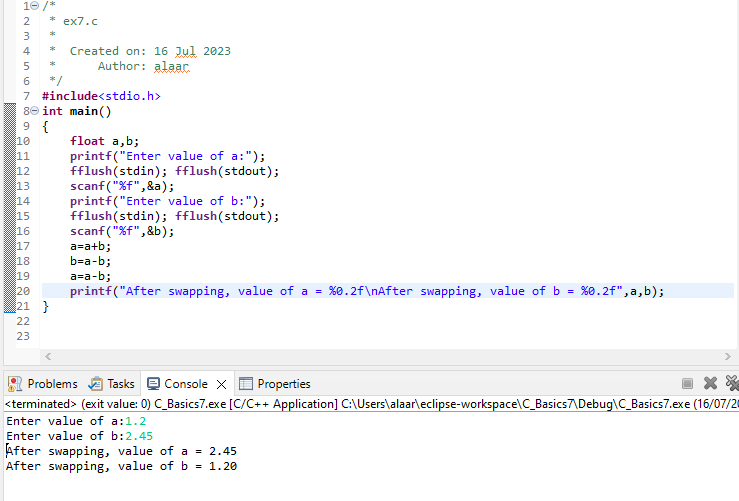 1 /*
2 * ex7.c
3 *
4 * Created on: 16 Jul 2023
5 * Author: alaar
6 */
7 #include<stdio.h>
8 int main()
9 {
10 float a,b;
11 printf("Enter value of a:");
12 fflush(stdin); fflush(stdout);
13 scanf("%f",&a);
14 printf("Enter value of b:");
15 fflush(stdin); fflush(stdout);
16 scanf("%f",&b);
17 a=a+b;
18 b=a-b;
19 a=a-b;
20 printf("After swapping, value of a = %0.2f\nAfter swapping, value of b = %0.2f",a,b);
21 }
22
23
Problems Tasks Console Properties
<terminated> (exit value: 0) C_Basics7.exe [C/C++ Application] C:\Users\alaar\eclipse-workspace\C_Basics7\Debug\C_Basics7.exe (16/07/20
Enter value of a:1.2
Enter value of b:2.45
After swapping, value of a = 2.45
After swapping, value of b = 1.20